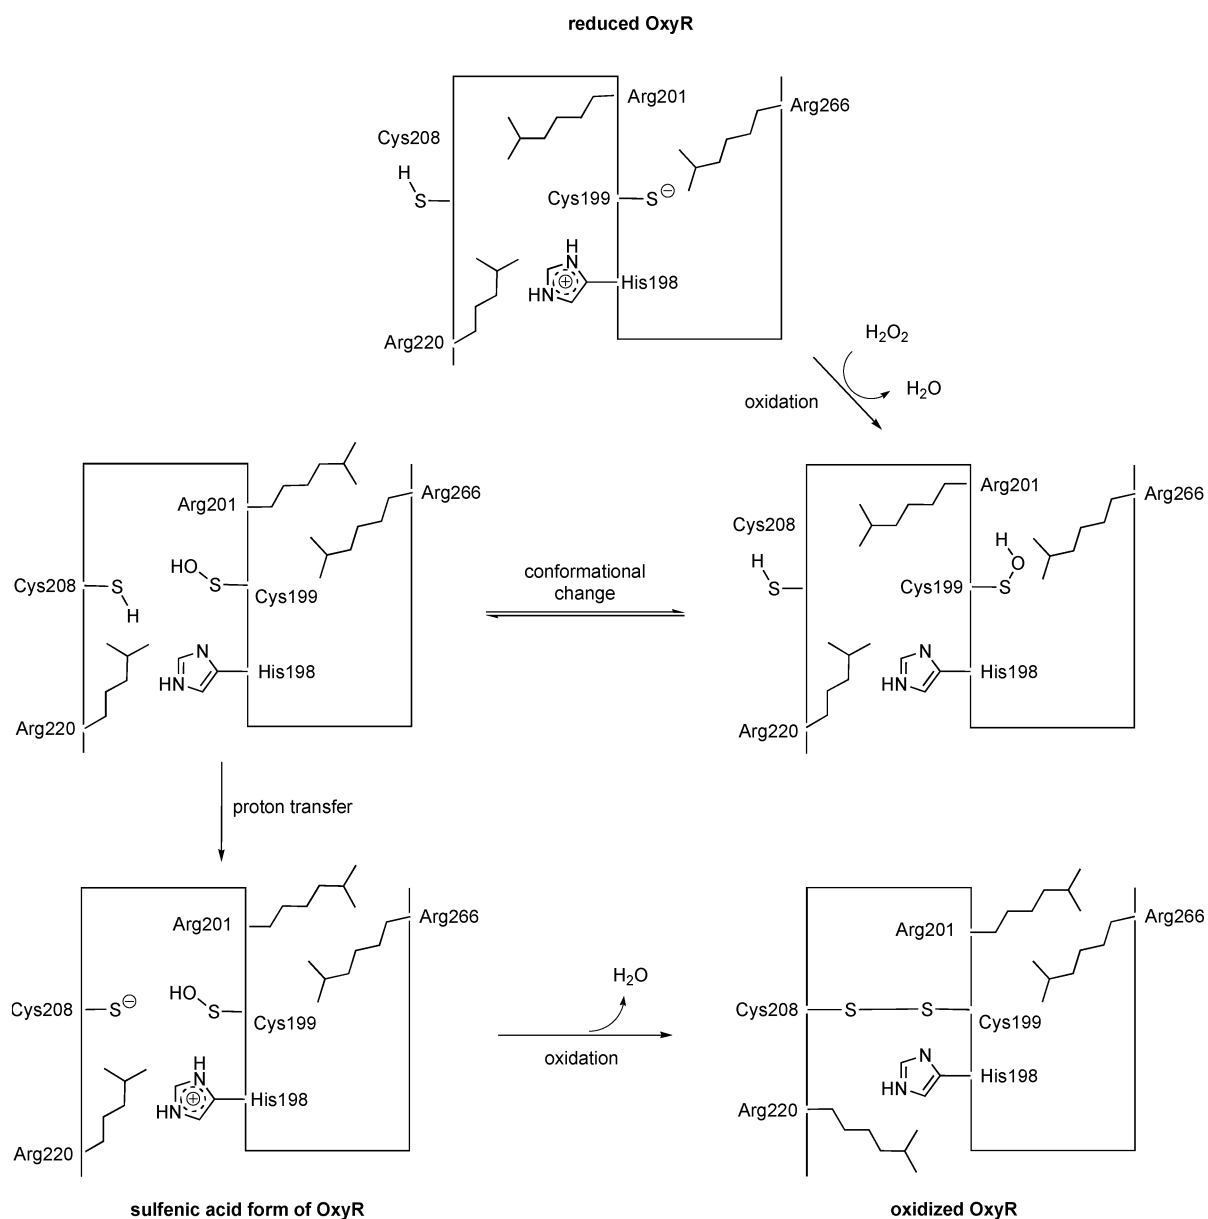 reduced OxyR
Arg201
Arg266
Cys208
H
S
Cys199
S⊖
H
N
⊕
HN
His198
Arg220
H₂O₂
H₂O
oxidation
Arg201
Arg266
Cys208
SH
HO
S
Cys199
N
HN
His198
Arg220
conformational
change
Arg201
Arg266
Cys208
H
S
Cys199
H
O
S
N
HN
His198
Arg220
proton transfer
Arg201
Arg266
Cys208
S⊖
HO
S
Cys199
H
N
⊕
HN
His198
Arg220
H₂O
oxidation
Arg201
Arg266
Cys208
S
S
Cys199
N
HN
His198
Arg220
sulfenic acid form of OxyR
oxidized OxyR